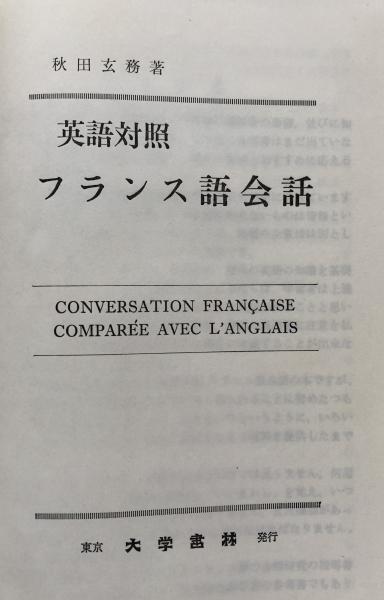 秋田玄務著
英語対照
フランス語会話
CONVERSATION FRANÇAISE
COMPARÉE AVEC L'ANGLAIS
東京 大学書林 発行